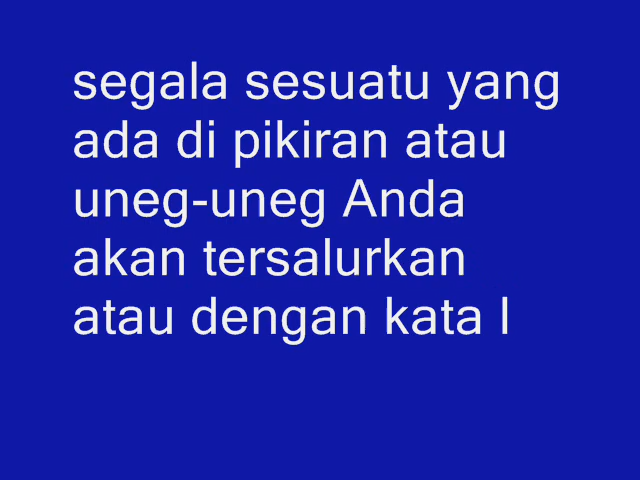 segala sesuatu yang
ada di pikiran atau
uneg-uneg Anda
akan tersalurkan
atau dengan kata l